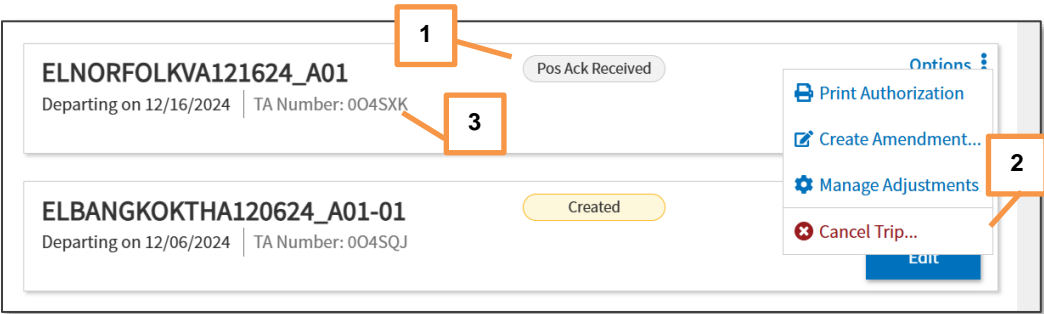 1
ELNORFOLKVA121624_A01
Pos Ack Received
Options
Departing on 12/16/2024 TA Number: 0O4SXK
3
Print Authorization
Create Amendment...
2
Manage Adjustments
Cancel Trip...
ELBANGKOKTHA120624_A01-01
Created
Departing on 12/06/2024 TA Number: 0O4SQJ
Edit